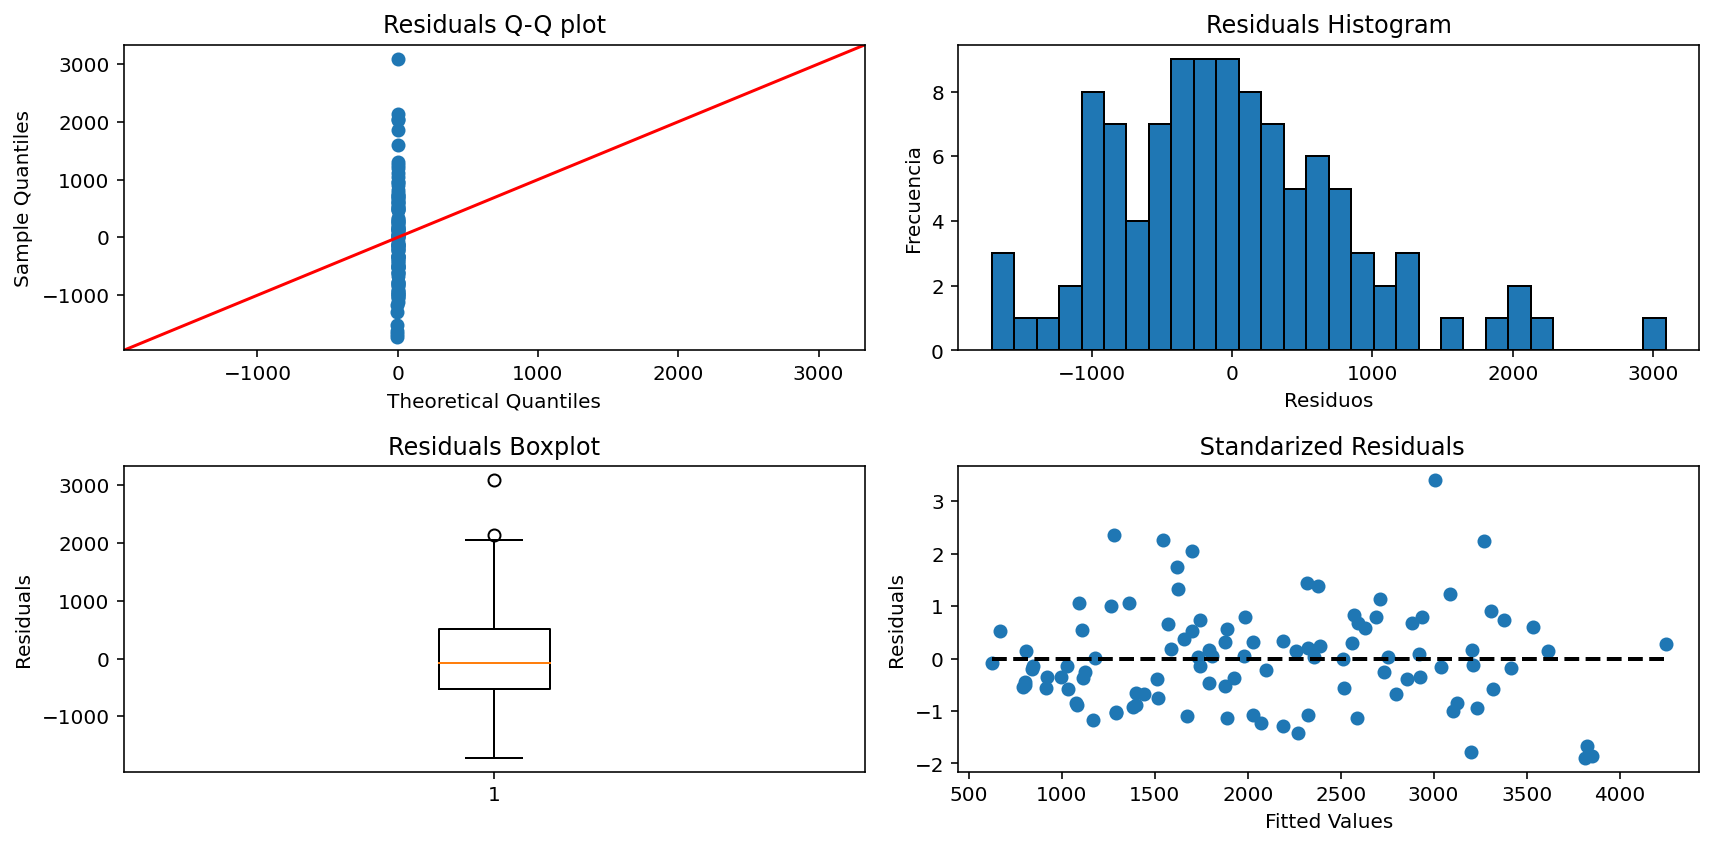 Residuals Q-Q plot
3000
2000
1000
0
−1000
Sample Quantiles
−1000 0 1000 2000 3000
Theoretical Quantiles
Residuals Histogram
8
6
4
2
0
Frecuencia
−1000 0 1000 2000 3000
Residuos
Residuals Boxplot
3000
2000
1000
0
−1000
Residuals
1
Standarized Residuals
3
2
1
0
−1
−2
Residuals
500 1000 1500 2000 2500 3000 3500 4000
Fitted Values